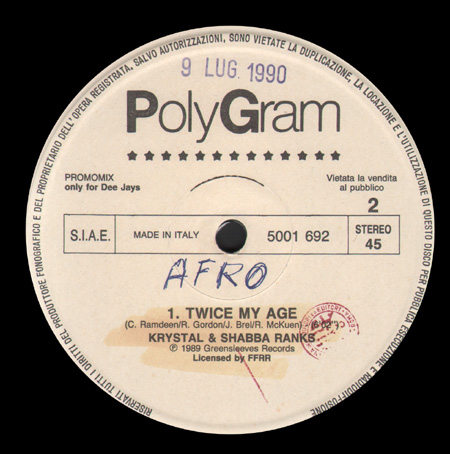 RISERVATI TUTTI I DIRITTI DEL PRODUTTORE FONOGRAFICO E DEL PROPRIETARIO DELL'OPERA REGISTRATA, SALVO AUTORIZZAZIONI, SONO VIETATE LA DUPLICAZIONE, LA LOCAZIONE E L'UTILIZZAZIONE DI QUESTO DISCO PER PUBBLICA ESECUZIONE E RADIODIFFUSIONE
9 LUG. 1990
PolyGram
PROMOMIX
only for Dee Jays
Vietata la vendita
al pubblico
2
S.I.A.E.
MADE IN ITALY
5001 692
STEREO
45
AFRO
1. TWICE MY AGE
(C. Ramdeen/R. Gordon/J. Brel/R. McKuen)
KRYSTAL & SHABBA RANKS
℗ 1989 Greensleeves Records
Licensed by FFRR